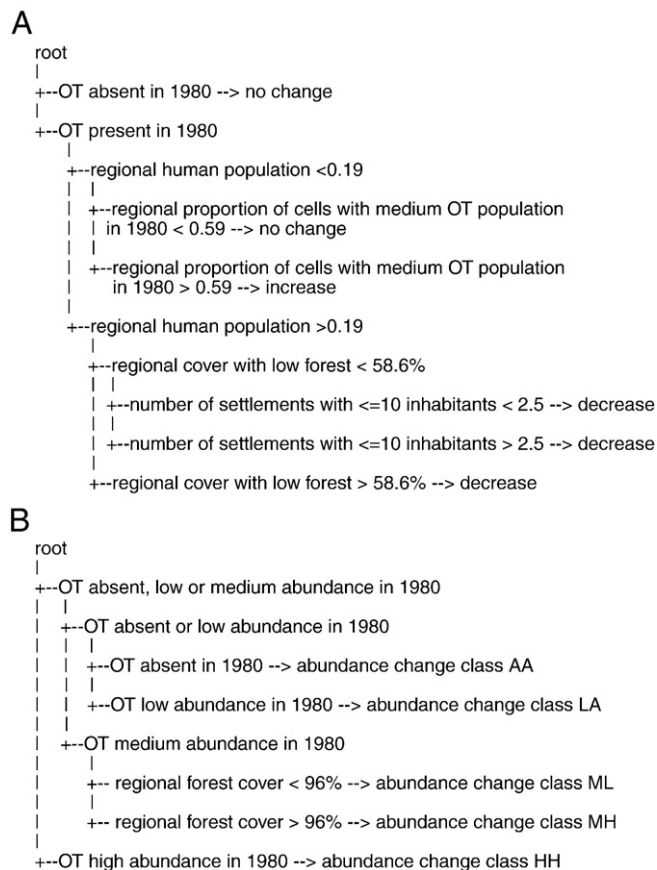 A
root
|
+--OT absent in 1980 --> no change
|
+--OT present in 1980
|
+--regional human population <0.19
| |
| +--regional proportion of cells with medium OT population
| | in 1980 < 0.59 --> no change
| |
| +--regional proportion of cells with medium OT population
| in 1980 > 0.59 --> increase
|
+--regional human population >0.19
|
+--regional cover with low forest < 58.6%
| |
| +--number of settlements with <=10 inhabitants < 2.5 --> decrease
| |
| +--number of settlements with <=10 inhabitants > 2.5 --> decrease
|
+--regional cover with low forest > 58.6% --> decrease
B
root
|
+--OT absent, low or medium abundance in 1980
| |
| +--OT absent or low abundance in 1980
| | |
| | +--OT absent in 1980 --> abundance change class AA
| | |
| | +--OT low abundance in 1980 --> abundance change class LA
| |
| +--OT medium abundance in 1980
| |
| +-- regional forest cover < 96% --> abundance change class ML
| |
| +-- regional forest cover > 96% --> abundance change class MH
|
+--OT high abundance in 1980 --> abundance change class HH